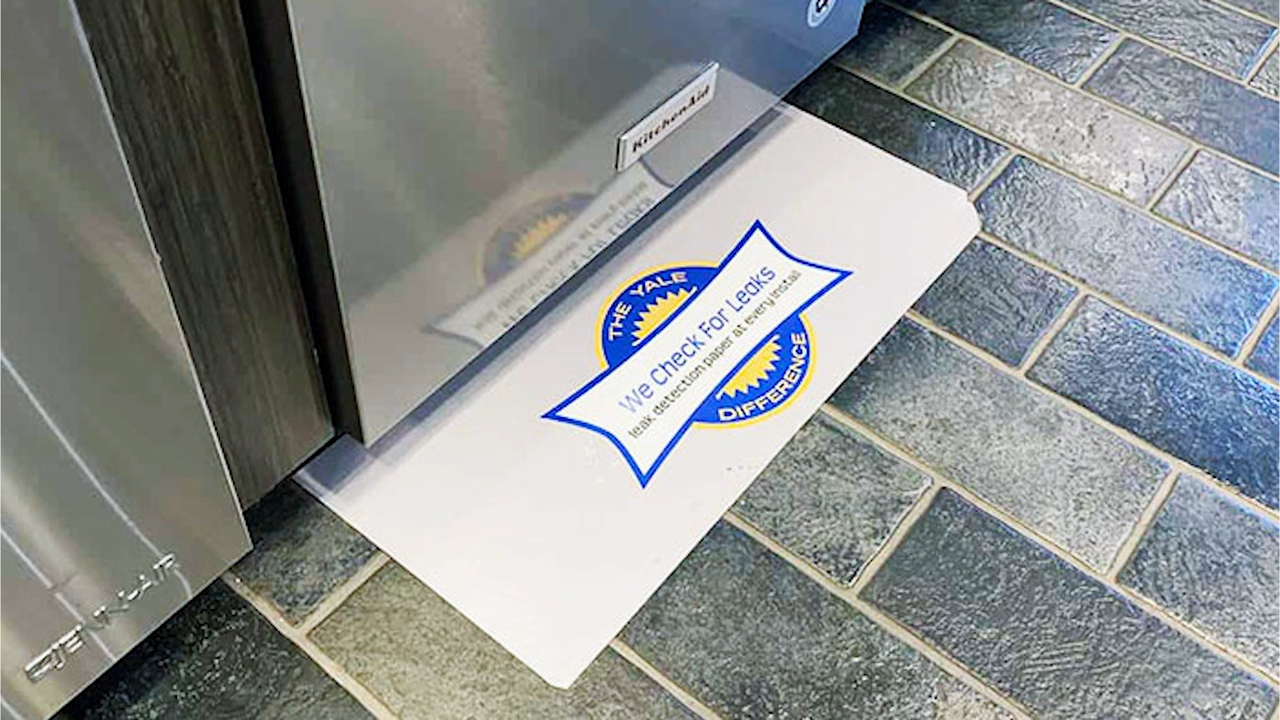 KitchenAid
THE YALE
We Check For Leaks
leak detection paper at every install
DIFFERENCE
JENNAIR